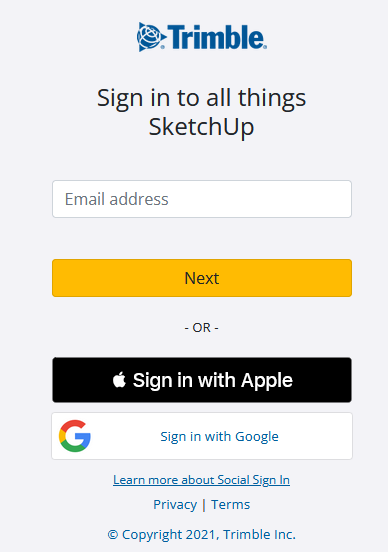 Trimble.
Sign in to all things
SketchUp
Email address
Next
- OR -
Sign in with Apple
Sign in with Google
Learn more about Social Sign In
Privacy | Terms
© Copyright 2021, Trimble Inc.